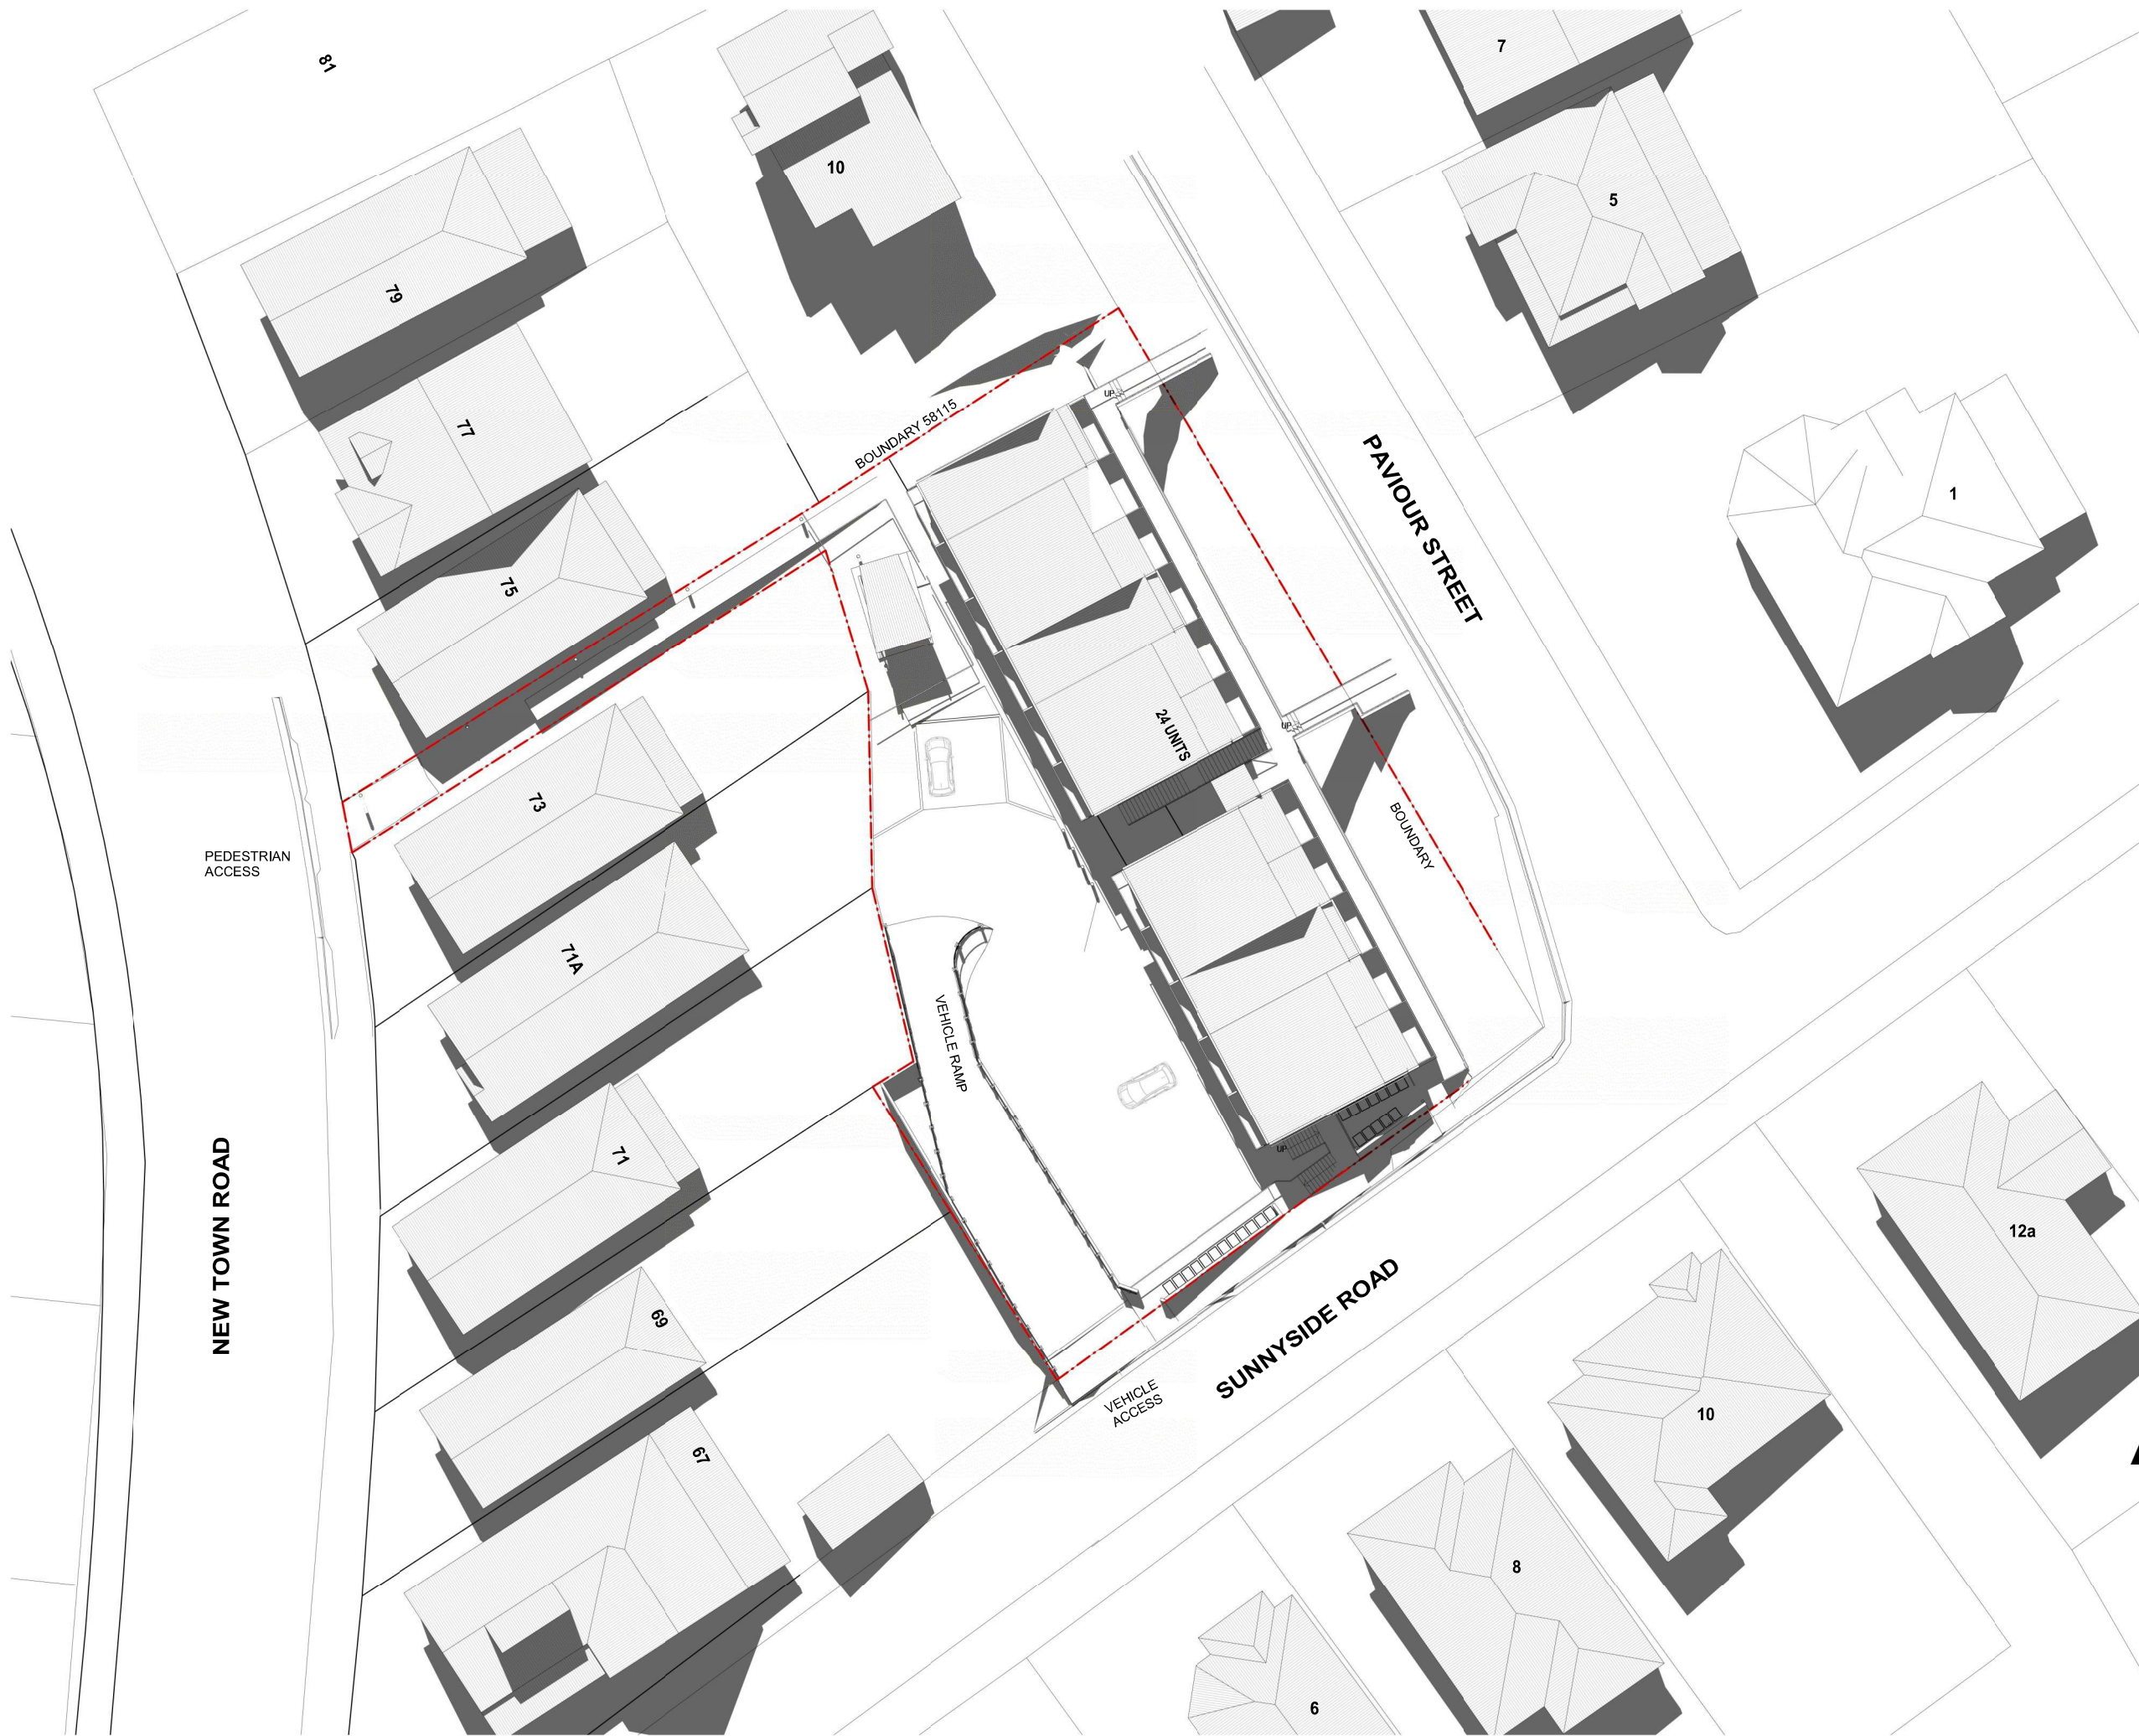 81
7
10
5
79
77
UP
BOUNDARY 58115
PAVIOUR STREET
1
75
24 UNITS
UP
73
BOUNDARY
PEDESTRIAN
ACCESS
71A
VEHICLE RAMP
71
NEW TOWN ROAD
UP
12a
69
SUNNYSIDE ROAD
VEHICLE
ACCESS
10
67
8
6